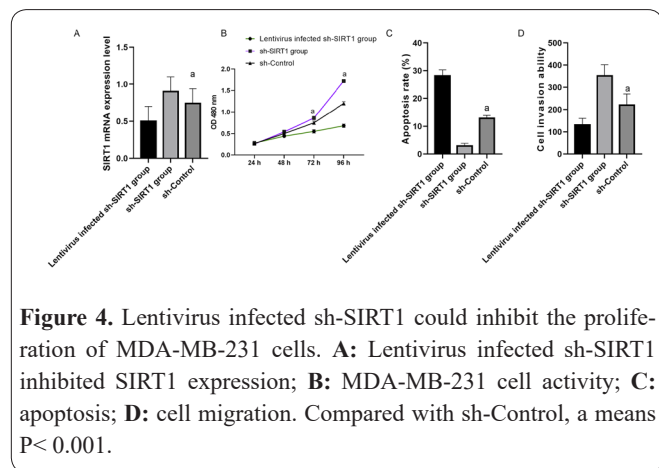 A
B
C
D
SIRT1 mRNA expression level
1.5
1.0
0.5
0.0
a
Lentivirus infected sh-SIRT1 group
sh-SIRT1 group
sh-Control
Lentivirus infected sh-SIRT1 group
sh-SIRT1 group
sh-Control
OD 480 nm
2.0
1.5
1.0
0.5
0.0
a
a
24 h
48 h
72 h
96 h
Apoptosis rate (%)
40
30
20
10
0
a
Lentivirus infected sh-SIRT1 group
sh-SIRT1 group
sh-Control
Cell invasion ability
500
400
300
200
100
0
a
Lentivirus infected sh-SIRT1 group
sh-SIRT1 group
sh-Control
Figure 4. Lentivirus infected sh-SIRT1 could inhibit the prolife-
ration of MDA-MB-231 cells. A: Lentivirus infected sh-SIRT1
inhibited SIRT1 expression; B: MDA-MB-231 cell activity; C:
apoptosis; D: cell migration. Compared with sh-Control, a means
P< 0.001.